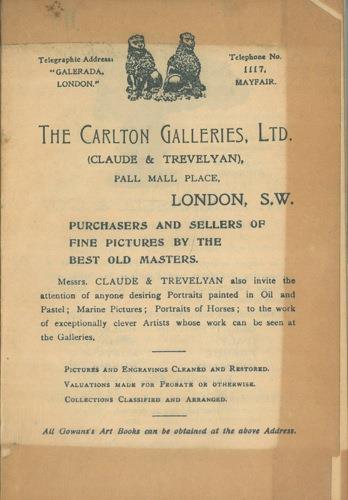 Telegraphic Address:
"GALERADA,
LONDON."
Telephone No.
1117,
MAYFAIR.
THE CARLTON GALLERIES, LTD.
(CLAUDE & TREVELYAN),
PALL MALL PLACE,
LONDON, S.W.
PURCHASERS AND SELLERS OF
FINE PICTURES BY THE
BEST OLD MASTERS.
Messrs. CLAUDE & TREVELYAN also invite the
attention of anyone desiring Portraits painted in Oil and
Pastel; Marine Pictures; Portraits of Horses; to the work
of exceptionally clever Artists whose work can be seen at
the Galleries,
PICTURES AND ENGRAVINGS CLEANED AND RESTORED.
VALUATIONS MADE FOR PROBATE OR OTHERWISE.
COLLECTIONS CLASSIFIED AND ARRANGED.
All Gowans's Art Books can be obtained at the above Address.